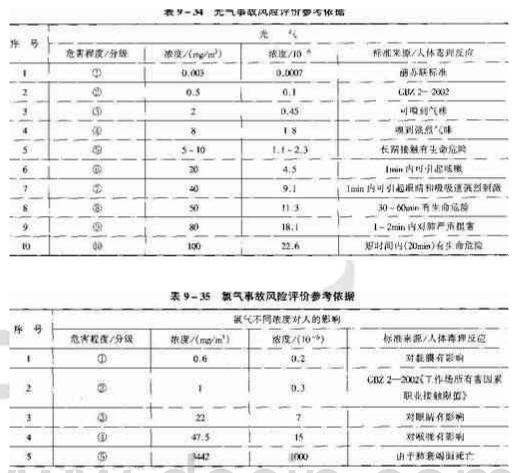 表 9－34 光气事故风险评价参考依据
序 号 光 气
危害程度/分级 浓度/(mg/m³) 浓度/10⁻⁶ 标准来源/人体毒理反应
1 ① 0.003 0.0007 前苏联标准
2 ② 0.5 0.1 GBZ 2—2002
3 ③ 2 0.45 可嗅到气味
4 ④ 8 1.8 嗅到强烈气味
5 ⑤ 5~10 1.1~2.3 长期接触有生命危险
6 ⑥ 20 4.5 1min内可引起咳嗽
7 ⑦ 40 9.1 1min内可引起眼睛和呼吸道强烈刺激
8 ⑧ 50 11.3 30~60min有生命危险
9 ⑨ 80 18.1 1~2min内对肺严重损害
10 ⑩ 100 22.6 短时间内(20min)有生命危险
表 9－35 氯气事故风险评价参考依据
序 号 氯气不同浓度对人的影响
危害程度/分级 浓度/(mg/m³) 浓度/(10⁻⁶) 标准来源/人体毒理反应
1 ① 0.6 0.2 对黏膜有影响
2 ② 1 0.3 GBZ 2—2002《工作场所有害因素
职业接触限值》
3 ③ 22 7 对眼睛有影响
4 ④ 47.5 15 对咳嗽有影响
5 ⑤ 3442 1000 由于肺衰竭而死亡